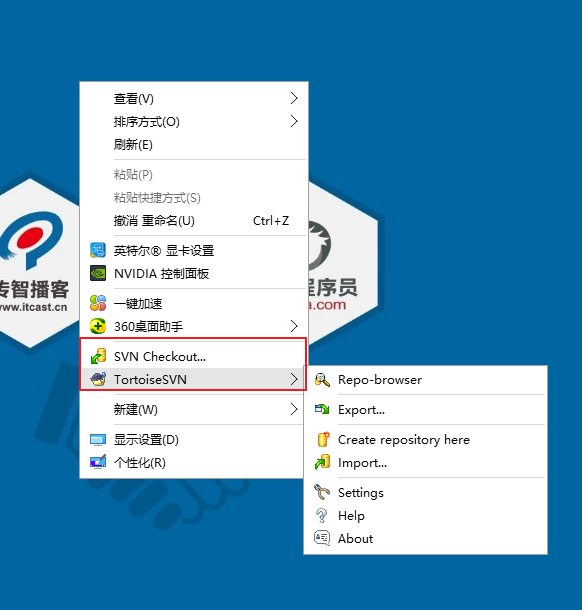 查看(V)
排序方式(O)
刷新(E)
粘贴(P)
粘贴快捷方式(S)
撤消 重命名(U) Ctrl+Z
英特尔® 显卡设置
NVIDIA 控制面板
一键加速
360桌面助手
SVN Checkout...
TortoiseSVN
新建(W)
显示设置(D)
个性化(R)
Repo-browser
Export...
Create repository here
Import...
Settings
Help
About
传智播客
www.itcast.cn
程序员
a.com